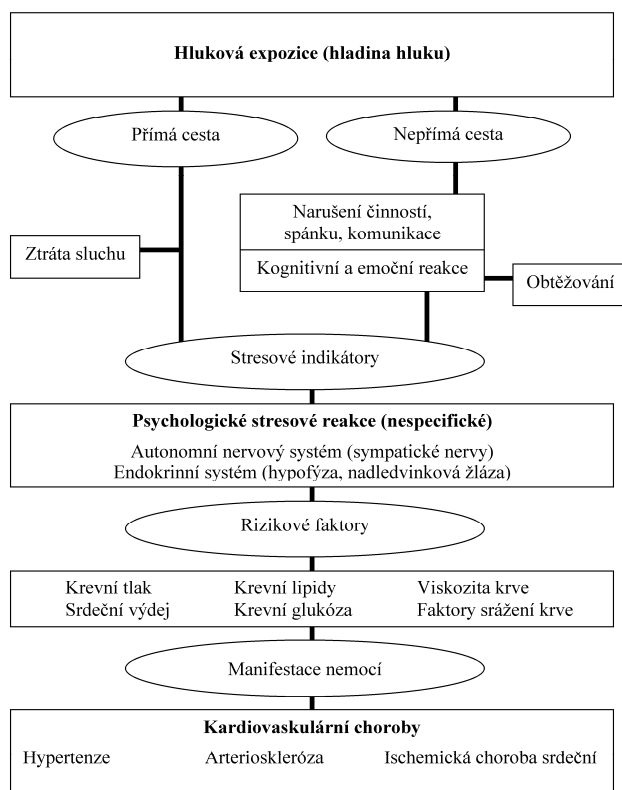 Hluková expozice (hladina hluku)
Přímá cesta
Nepřímá cesta
Narušení činností,
spánku, komunikace
Ztráta sluchu
Kognitivní a emoční reakce
Obtěžování
Stresové indikátory
Psychologické stresové reakce (nespecifické)
Autonomní nervový systém (sympatické nervy)
Endokrinní systém (hypofýza, nadledvinková žláza)
Rizikové faktory
Krevní tlak Krevní lipidy Viskozita krve
Srdeční výdej Krevní glukóza Faktory srážení krve
Manifestace nemocí
Kardiovaskulární choroby
Hypertenze Arterioskleróza Ischemická choroba srdeční